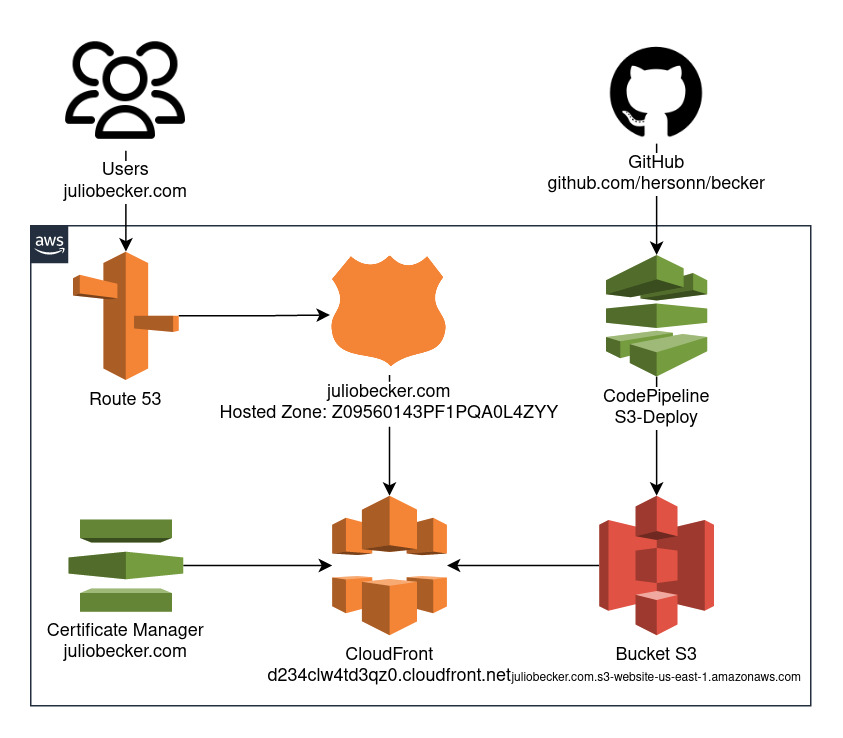 Users
juliobecker.com
GitHub
github.com/hersonn/becker
aws
Route 53
juliobecker.com
Hosted Zone: Z09560143PF1PQA0L4ZYY
CodePipeline
S3-Deploy
Certificate Manager
juliobecker.com
CloudFront
d234clw4td3qz0.cloudfront.net
Bucket S3
juliobecker.com.s3-website-us-east-1.amazonaws.com